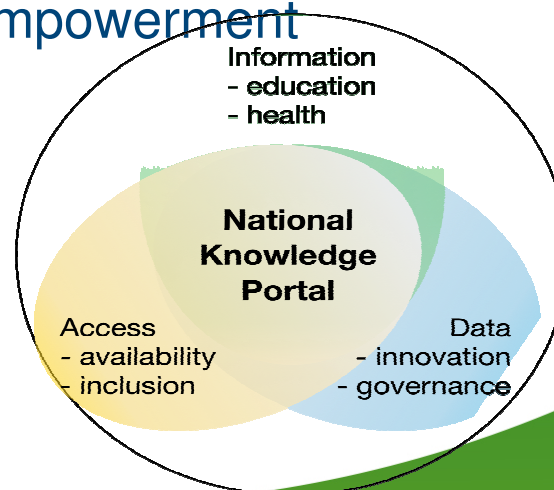 mpowerment
Information
- education
- health
National
Knowledge
Portal
Access
- availability
- inclusion
Data
- innovation
- governance